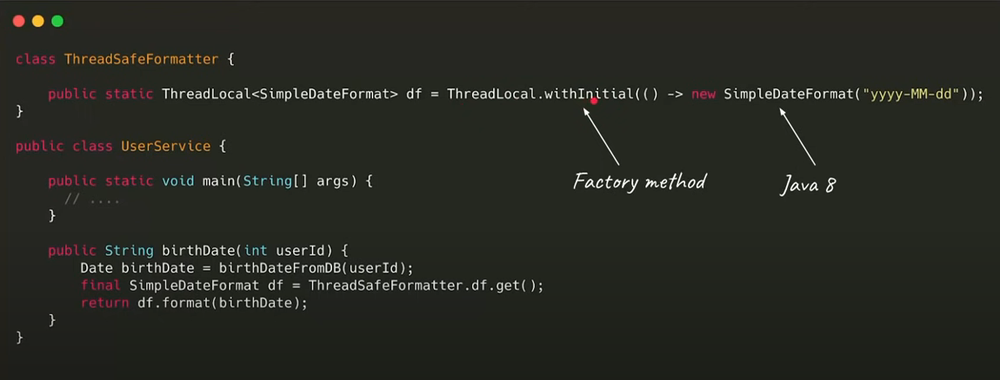 class ThreadSafeFormatter {
public static ThreadLocal<SimpleDateFormat> df = ThreadLocal.withInitial(() -> new SimpleDateFormat("yyyy-MM-dd"));
}
Factory method
Java 8
public class UserService {
public static void main(String[] args) {
// ....
}
public String birthDate(int userId) {
Date birthDate = birthDateFromDB(userId);
final SimpleDateFormat df = ThreadSafeFormatter.df.get();
return df.format(birthDate);
}
}